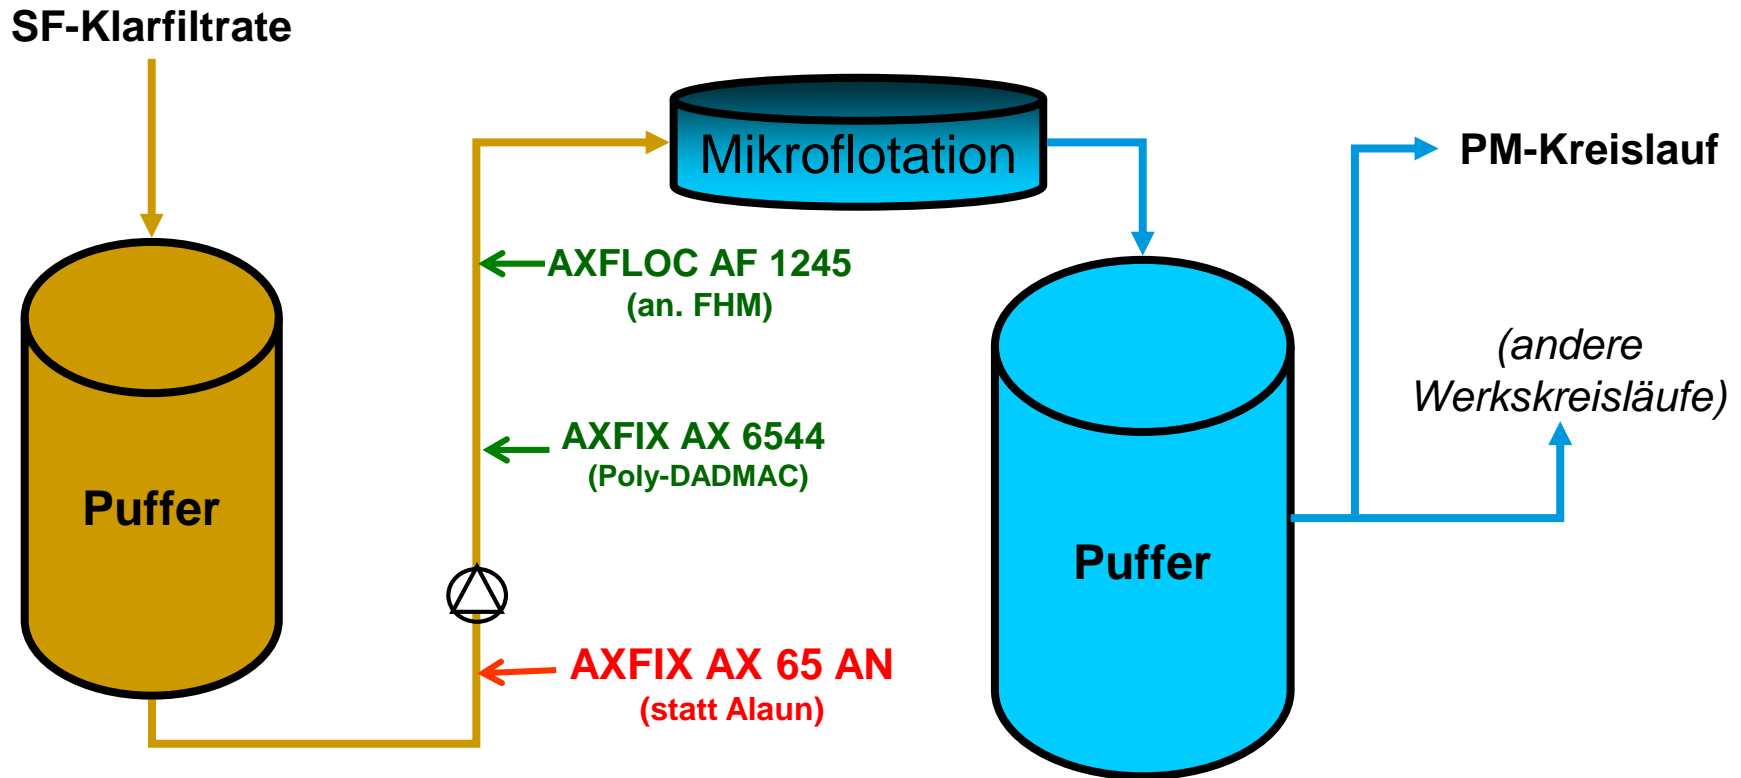 SF-Klarfiltrate
Puffer
Mikroflotation
AXFLOC AF 1245
(an. FHM)
AXFIX AX 6544
(Poly-DADMAC)
AXFIX AX 65 AN
(statt Alaun)
Puffer
PM-Kreislauf
(andere
Werkskreisläufe)